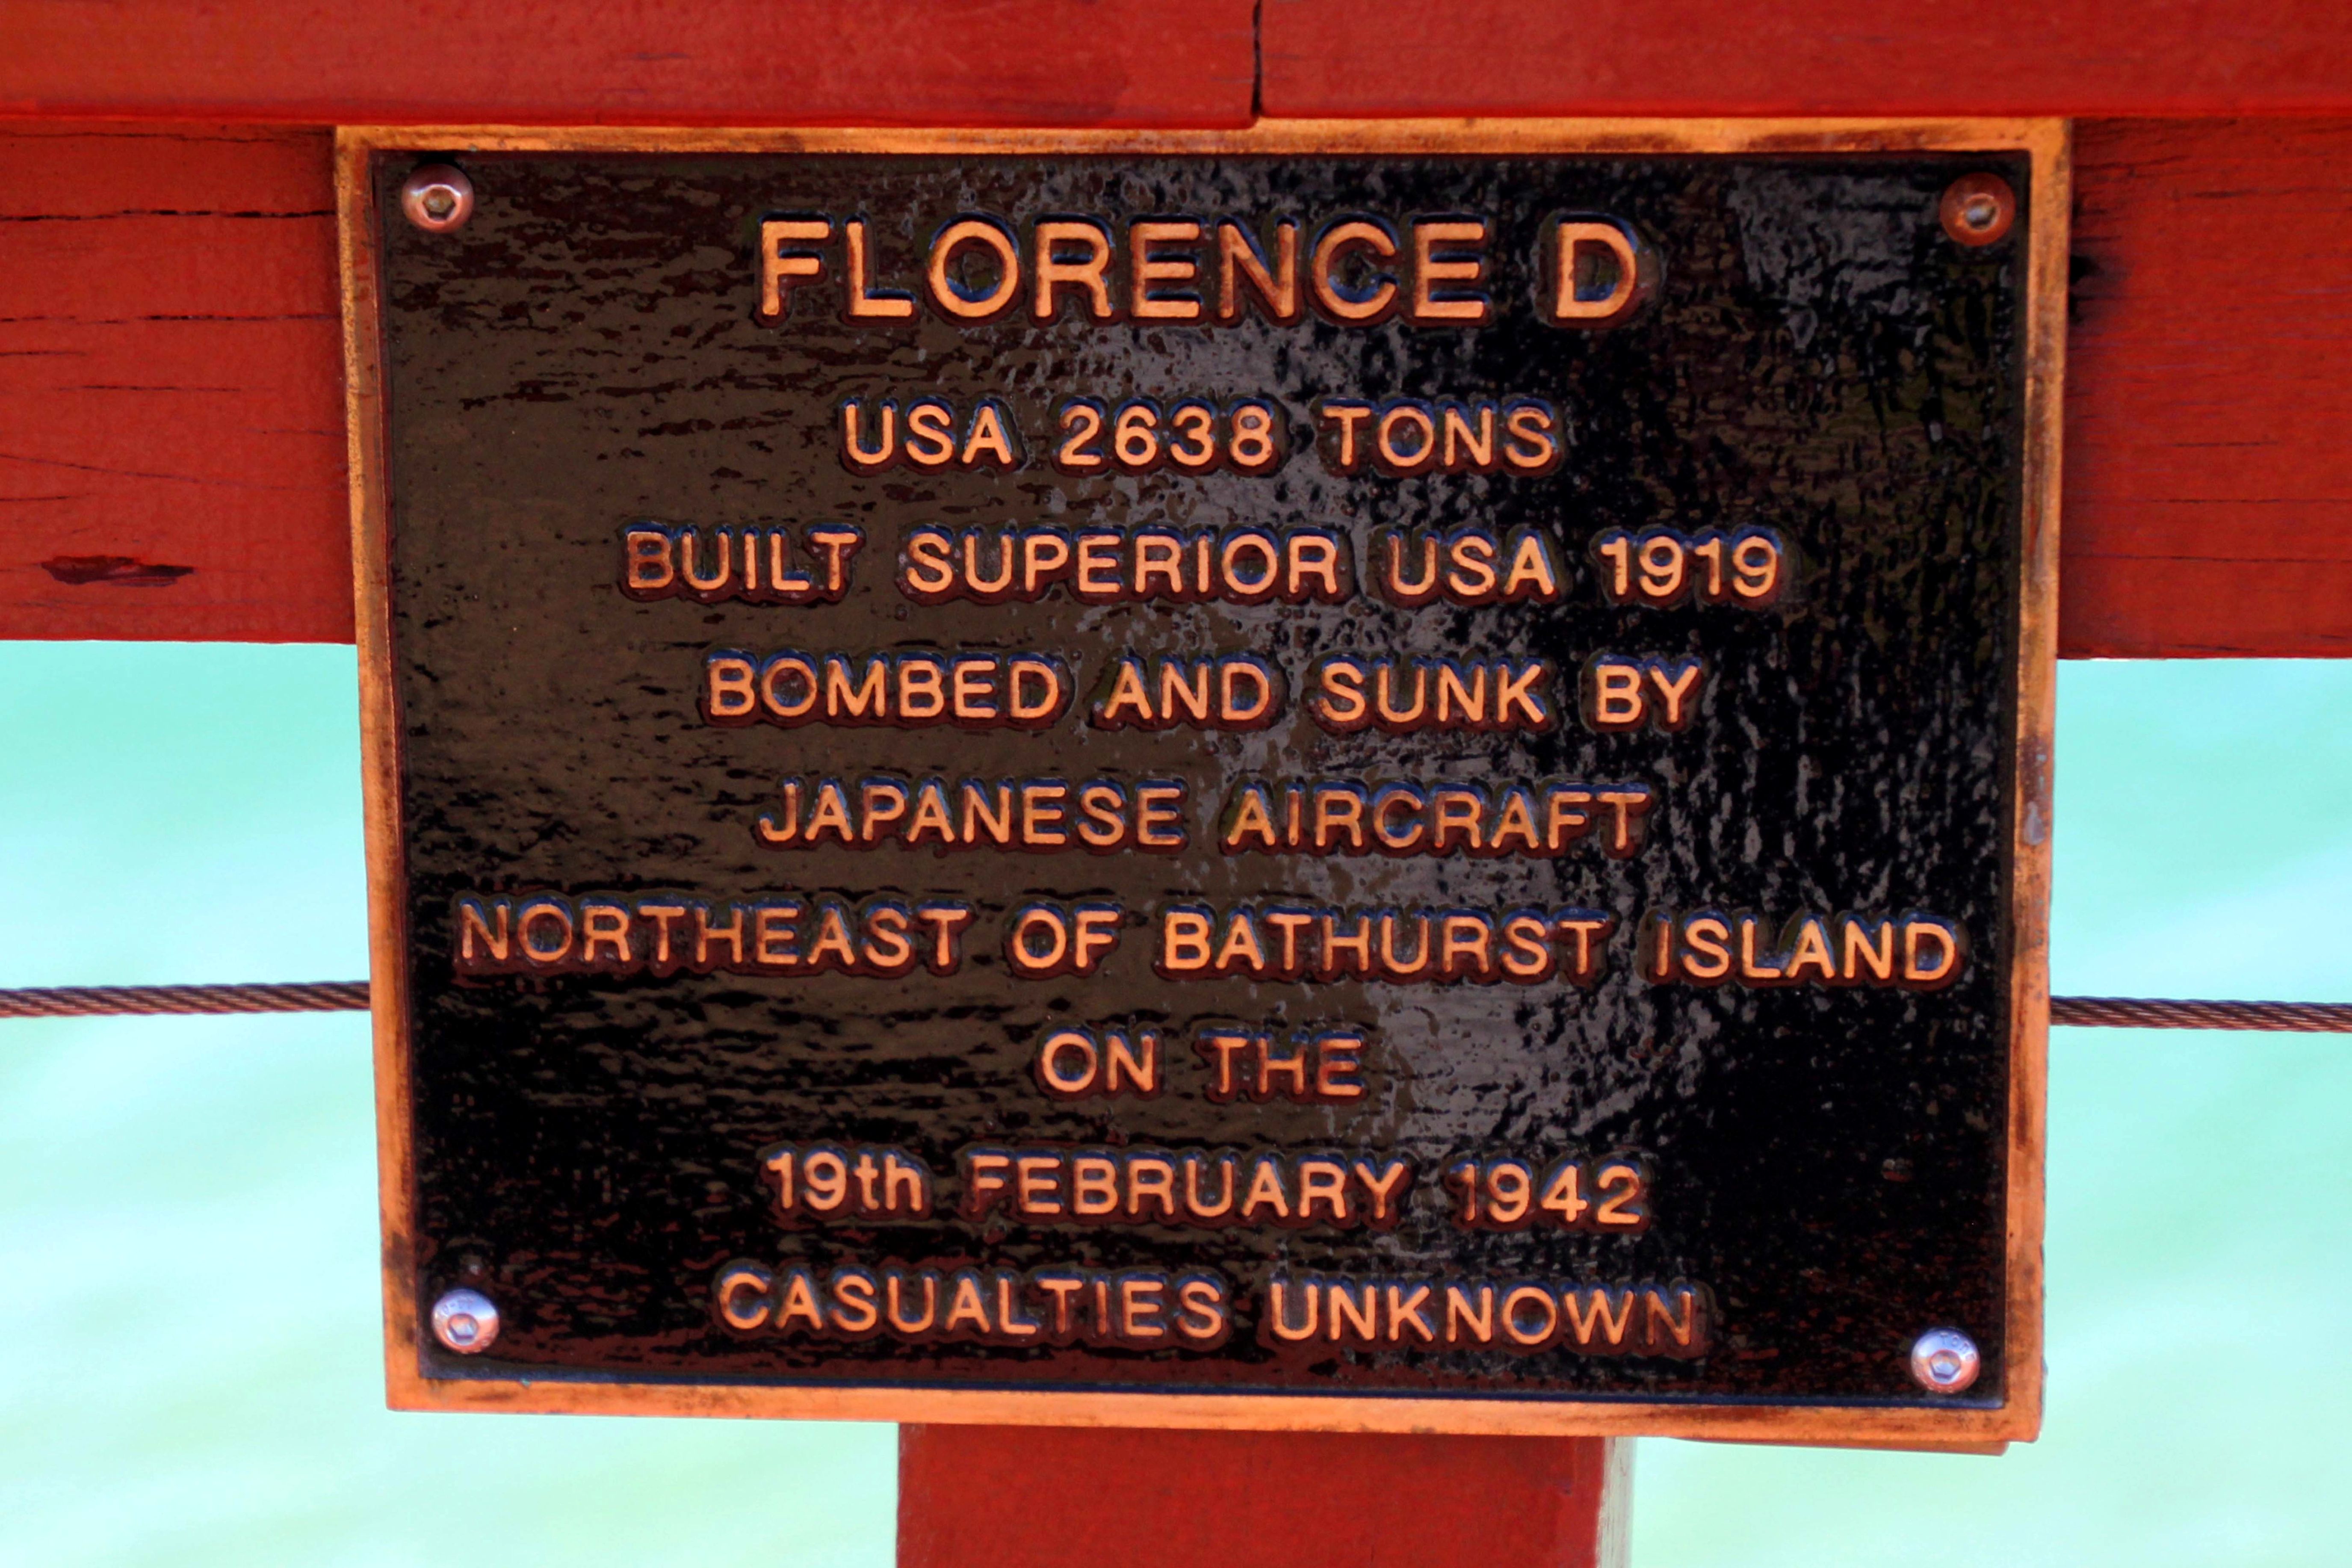 FLORENCE D
USA 2638 TONS
BUILT SUPERIOR USA 1919
BOMBED AND SUNK BY
JAPANESE AIRCRAFT
NORTHEAST OF BATHURST ISLAND
ON THE
19th FEBRUARY 1942
CASUALTIES UNKNOWN